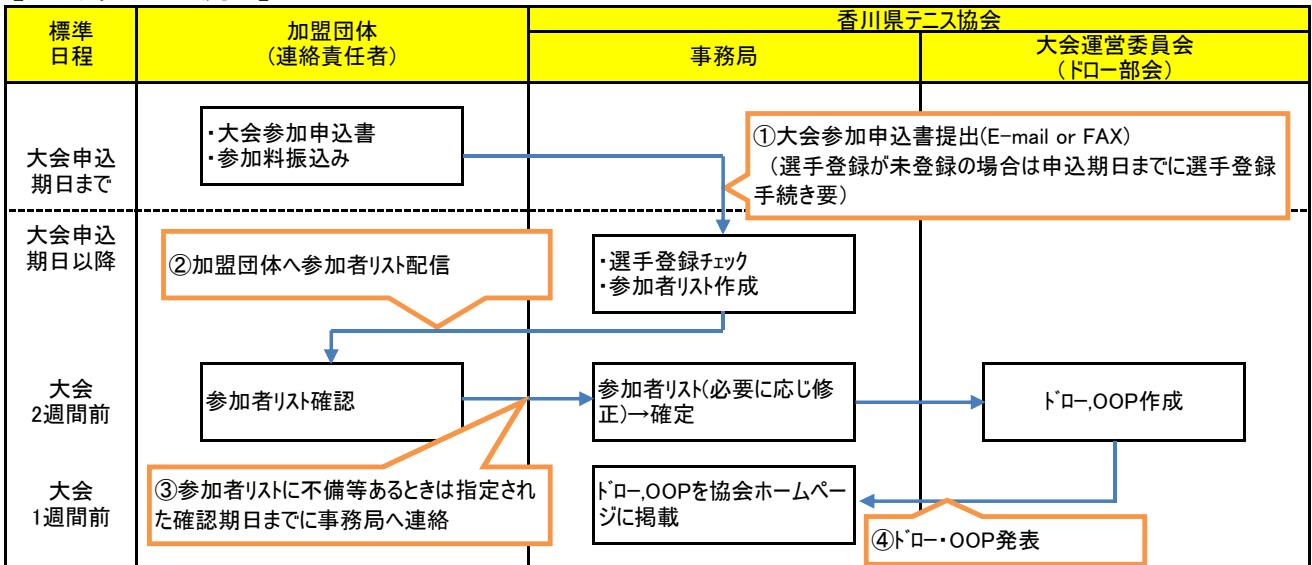 標準
日程
加盟団体
(連絡責任者)
香川県テニス協会
事務局
大会運営委員会
(ドロー部会)
大会申込
期日まで
・大会参加申込書
・参加料振込み
①大会参加申込書提出(E-mail or FAX)
(選手登録が未登録の場合は申込期日までに選手登録
手続き要)
大会申込
期日以降
②加盟団体へ参加者リスト配信
・選手登録チェック
・参加者リスト作成
大会
2週間前
参加者リスト確認
参加者リスト(必要に応じ修
正)→確定
ドロー,OOP作成
大会
1週間前
③参加者リストに不備等あるときは指定され
た確認期日までに事務局へ連絡
ドロー,OOPを協会ホームペー
ジに掲載
④ドロー・OOP発表